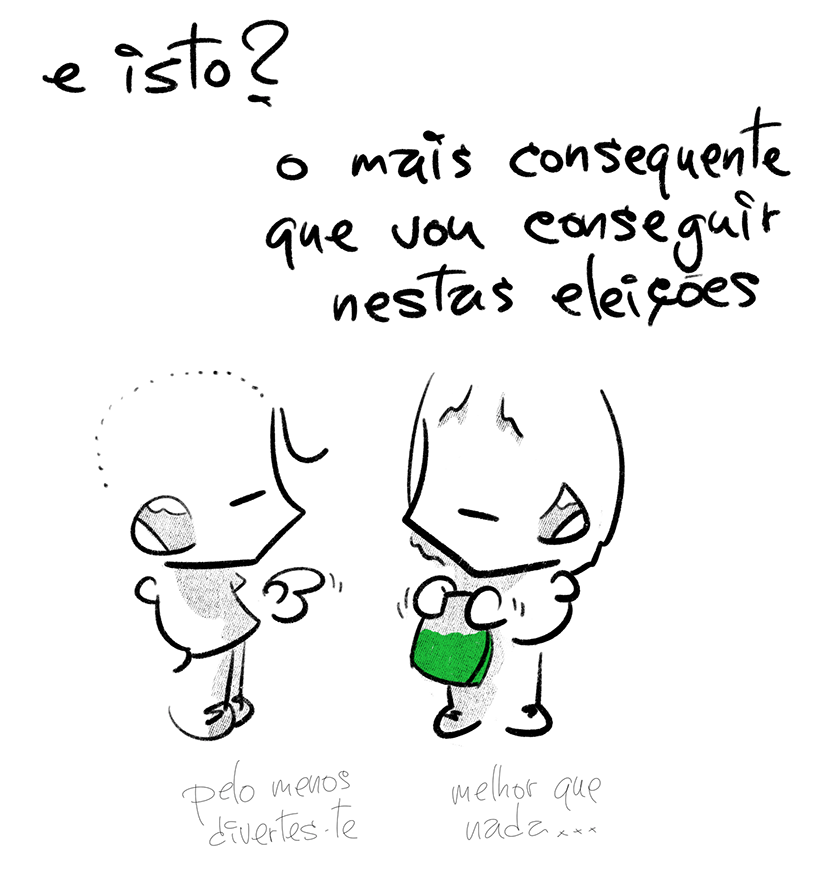 e isto?
o mais consequente
que vou conseguir
nestas eleições
pelo menos
divertes-te
melhor que
nada...